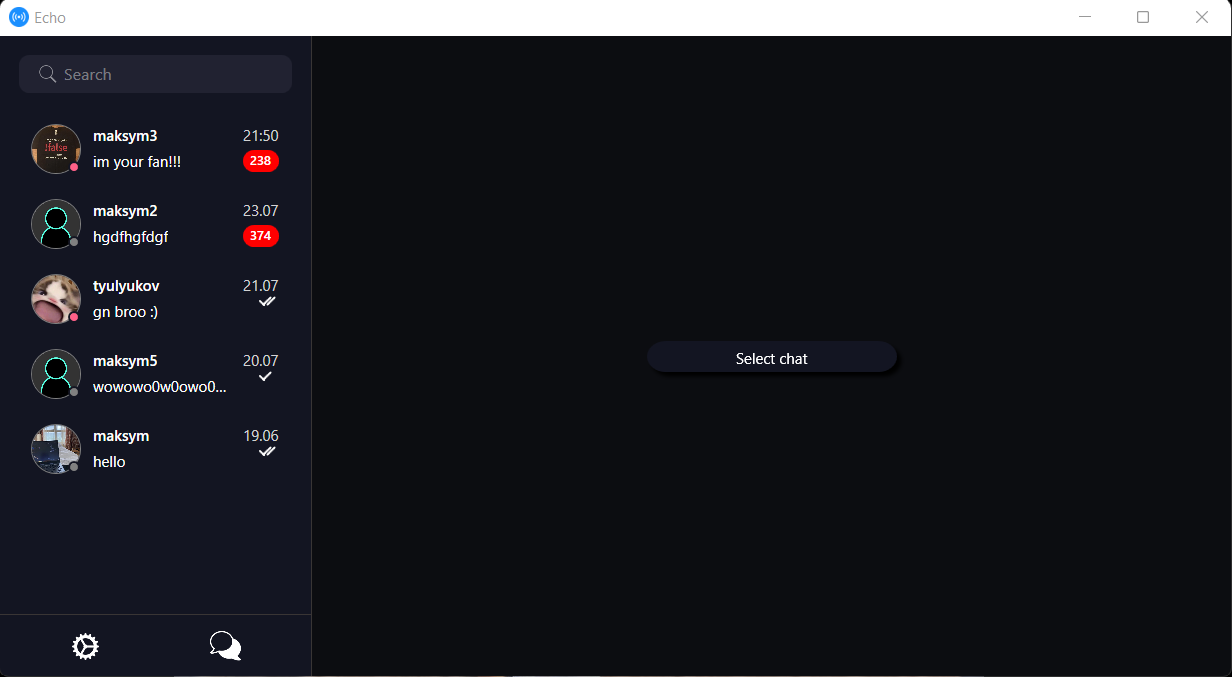 Echo
Search
maksym3 21:50
im your fan!!! 238
!false
maksym2 23.07
hgdfhgfdgf 374
tyulyukov 21.07
gn broo :)
maksym5 20.07
wowowo0w0owo0...
maksym 19.06
hello
Select chat